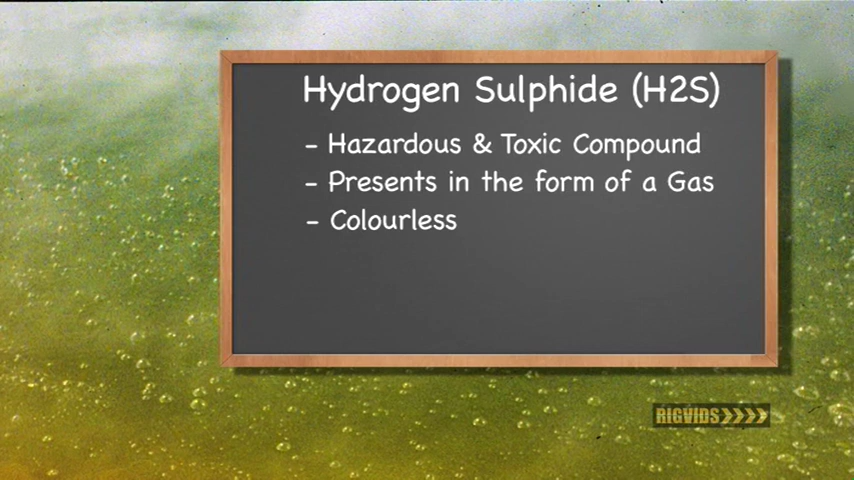 Hydrogen Sulphide (H2S)
- Hazardous & Toxic Compound
- Presents in the form of a Gas
- Colourless
RIGVIDS